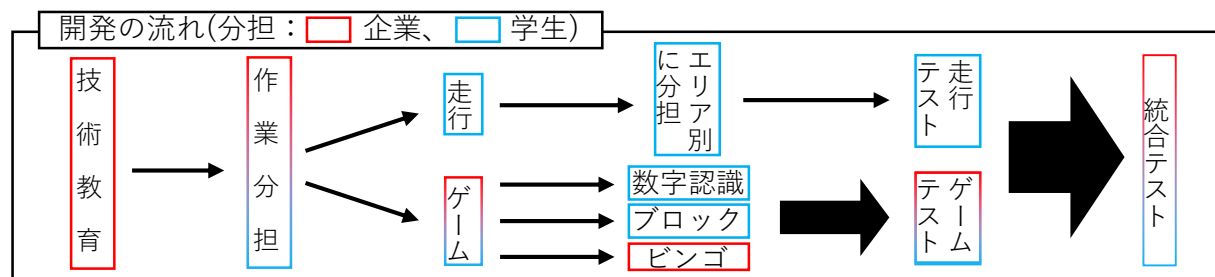 開発の流れ(分担： 企業、 学生)
技術教育
作業分担
走行
エリア別
に分担
走行
テスト
ゲーム
数字認識
ブロック
ビンゴ
ゲーム
テスト
統合テスト